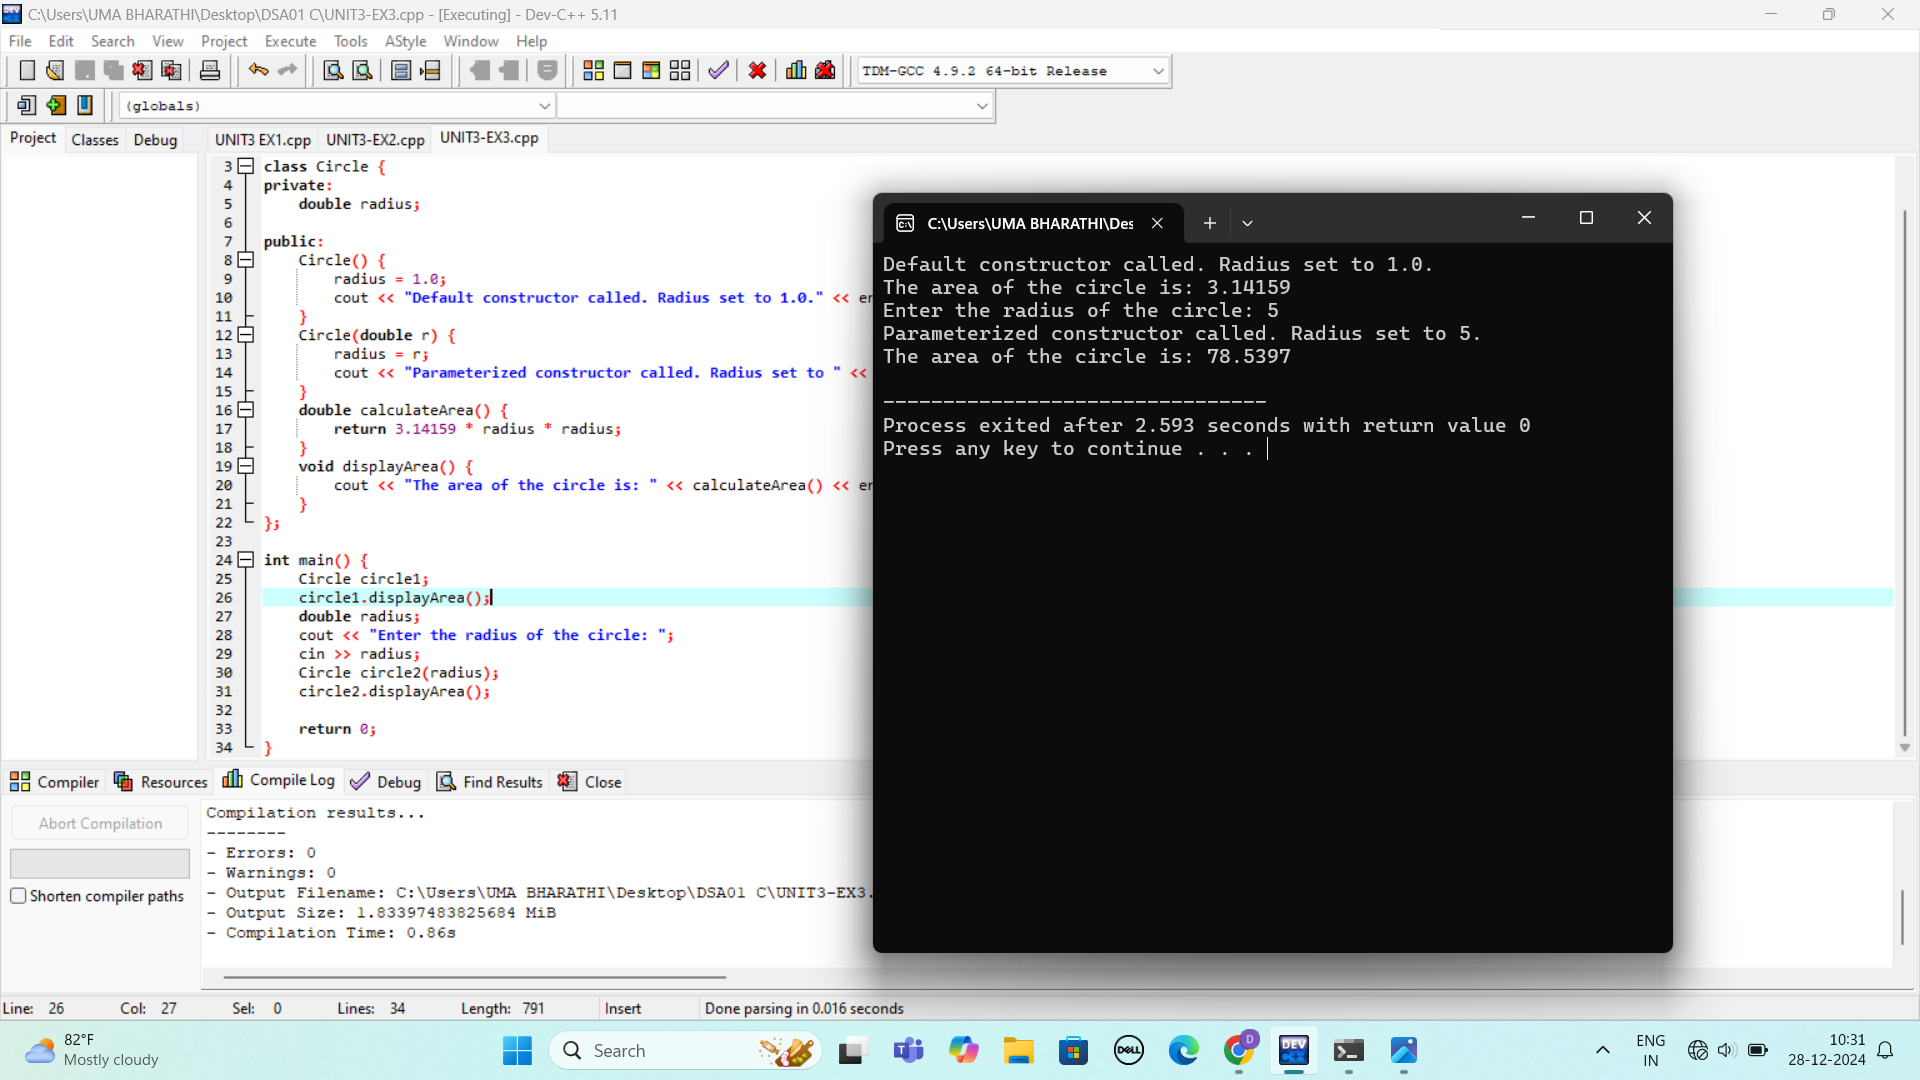 C:\Users\UMA BHARATHI\Desktop\DSA01 C\UNIT3-EX3.cpp - [Executing] - Dev-C++ 5.11
File Edit Search View Project Execute Tools AStyle Window Help
TDM-GCC 4.9.2 64-bit Release
(globals)
Project Classes Debug
UNIT3 EX1.cpp UNIT3-EX2.cpp UNIT3-EX3.cpp
3 class Circle {
4 private:
5     double radius;
6
7 public:
8     Circle() {
9         radius = 1.0;
10         cout << "Default constructor called. Radius set to 1.0." <<
11     }
12     Circle(double r) {
13         radius = r;
14         cout << "Parameterized constructor called. Radius set to " <<
15     }
16     double calculateArea() {
17         return 3.14159 * radius * radius;
18     }
19     void displayArea() {
20         cout << "The area of the circle is: " << calculateArea() <<
21     }
22 };
23
24 int main() {
25     Circle circle1;
26     circle1.displayArea();
27     double radius;
28     cout << "Enter the radius of the circle: ";
29     cin >> radius;
30     Circle circle2(radius);
31     circle2.displayArea();
32
33     return 0;
34 }
C:\Users\UMA BHARATHI\Des
Default constructor called. Radius set to 1.0.
The area of the circle is: 3.14159
Enter the radius of the circle: 5
Parameterized constructor called. Radius set to 5.
The area of the circle is: 78.5397
--------------------------------
Process exited after 2.593 seconds with return value 0
Press any key to continue . . .
Compiler Resources Compile Log Debug Find Results Close
Abort Compilation
Shorten compiler paths
Compilation results...
--------
- Errors: 0
- Warnings: 0
- Output Filename: C:\Users\UMA BHARATHI\Desktop\DSA01 C\UNIT3-EX3.
- Output Size: 1.83397483825684 MiB
- Compilation Time: 0.86s
Line: 26 Col: 27 Sel: 0 Lines: 34 Length: 791 Insert Done parsing in 0.016 seconds
82°F
Mostly cloudy
Search
DELL
D
DEV
ENG
IN
10:31
28-12-2024